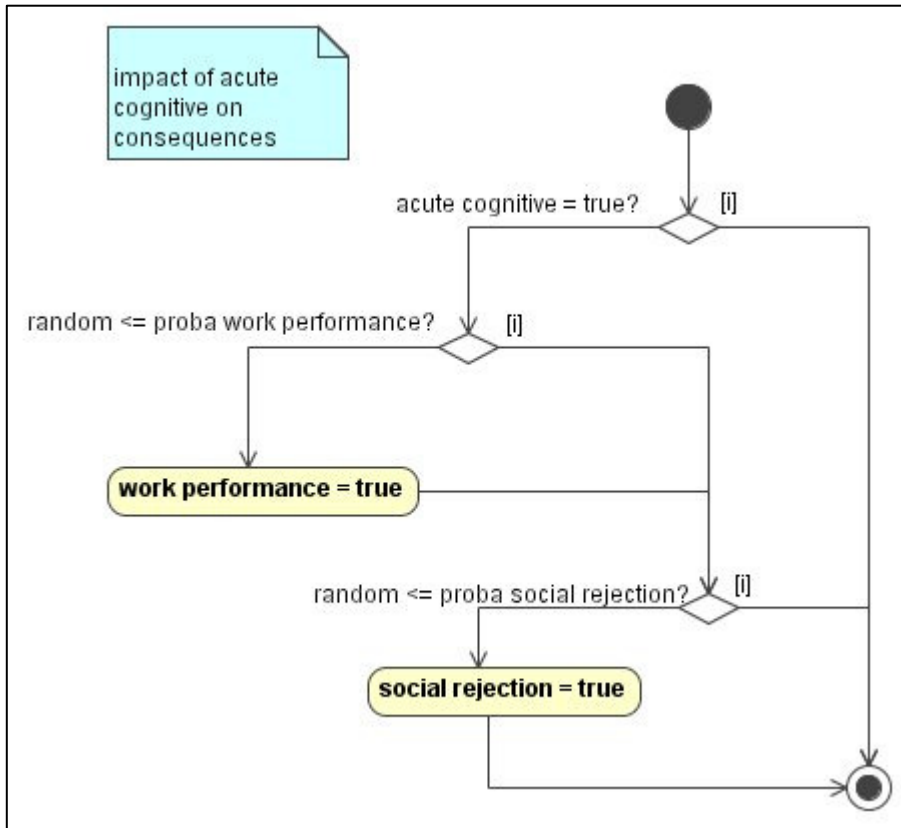 impact of acute
cognitive on
consequences
acute cognitive = true?
[i]
random <= proba work performance?
[i]
work performance = true
random <= proba social rejection?
[i]
social rejection = true